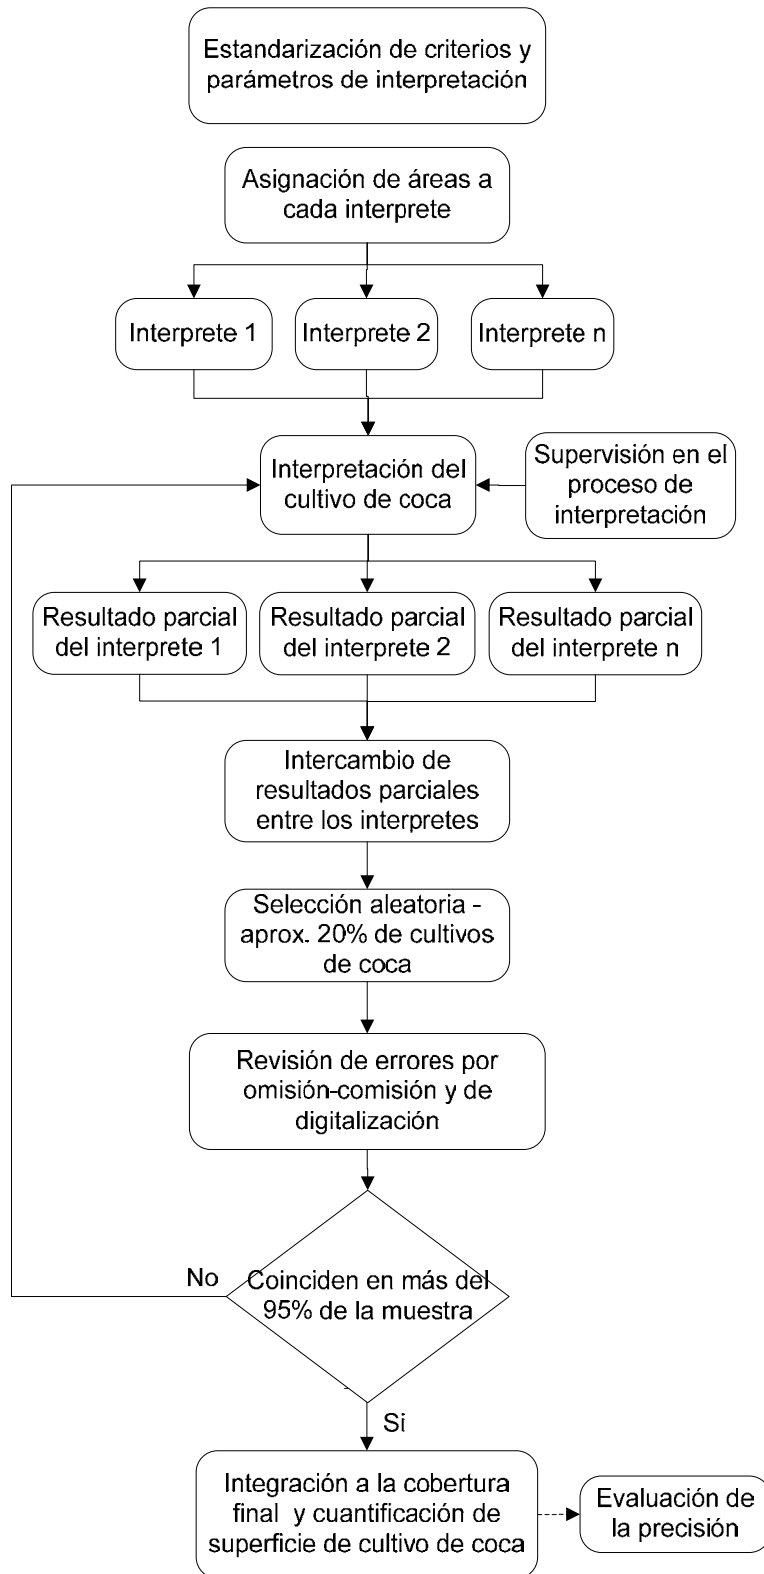 Estandarización de criterios y
parámetros de interpretación
Asignación de áreas a
cada interprete
Interprete 1
Interprete 2
Interprete n
Interpretación del
cultivo de coca
Supervisión en el
proceso de
interpretación
Resultado parcial
del interprete 1
Resultado parcial
del interprete 2
Resultado parcial
del interprete n
Intercambio de
resultados parciales
entre los interpretes
Selección aleatoria -
aprox. 20% de cultivos
de coca
Revisión de errores por
omisión-comisión y de
digitalización
No
Coinciden en más del
95% de la muestra
Si
Integración a la cobertura
final y cuantificación de
superficie de cultivo de coca
Evaluación de
la precisión